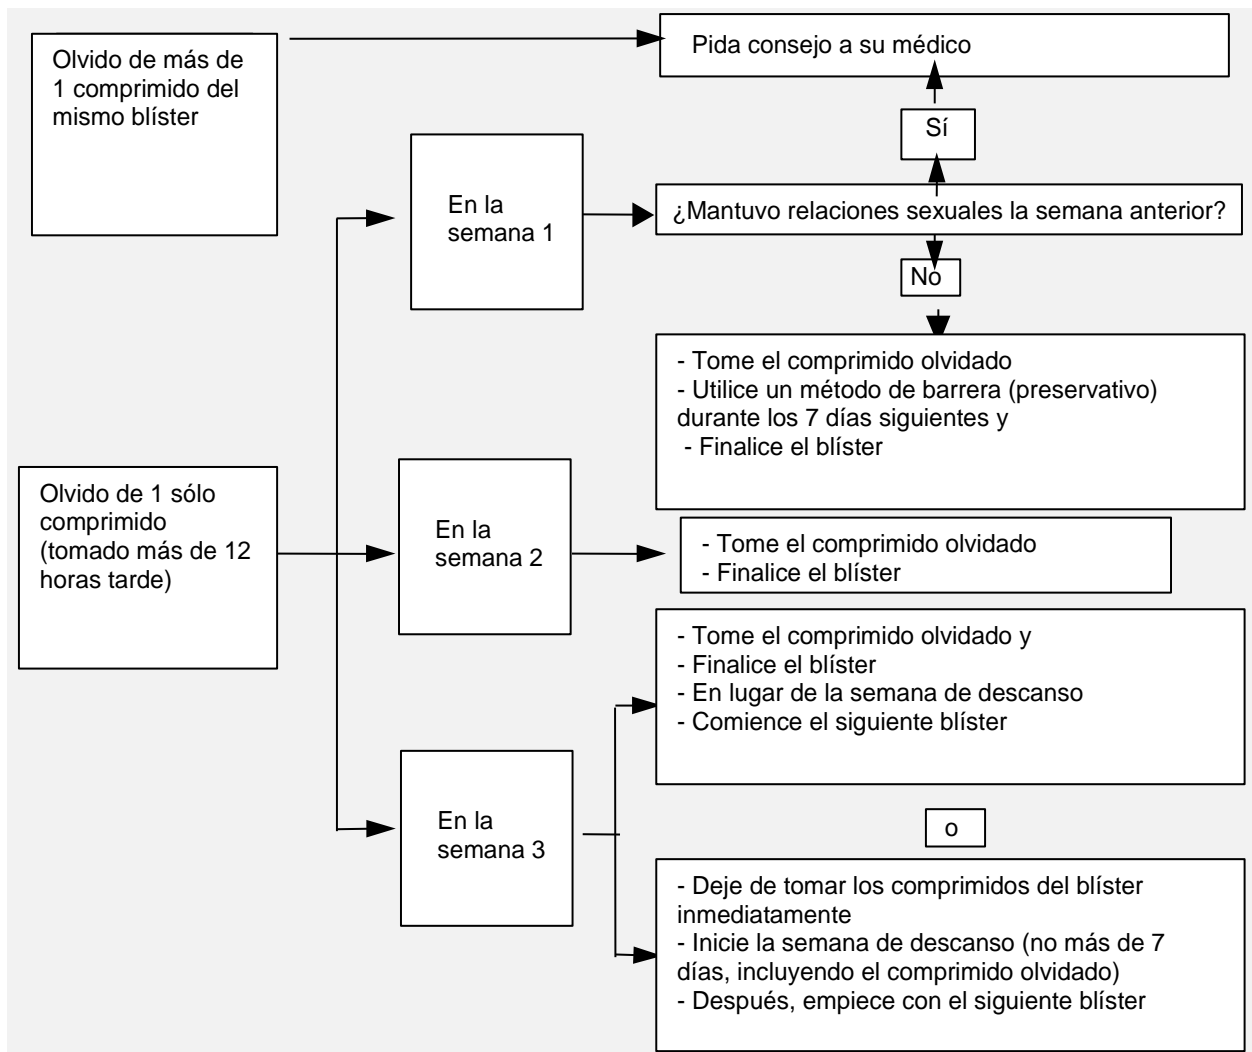 Olvido de más de
1 comprimido del
mismo blíster
Pida consejo a su médico
Sí
En la
semana 1
¿Mantuvo relaciones sexuales la semana anterior?
No
- Tome el comprimido olvidado
- Utilice un método de barrera (preservativo)
durante los 7 días siguientes y
- Finalice el blíster
Olvido de 1 sólo
comprimido
(tomado más de 12
horas tarde)
En la
semana 2
- Tome el comprimido olvidado
- Finalice el blíster
En la
semana 3
- Tome el comprimido olvidado y
- Finalice el blíster
- En lugar de la semana de descanso
- Comience el siguiente blíster
o
- Deje de tomar los comprimidos del blíster
inmediatamente
- Inicie la semana de descanso (no más de 7
días, incluyendo el comprimido olvidado)
- Después, empiece con el siguiente blíster